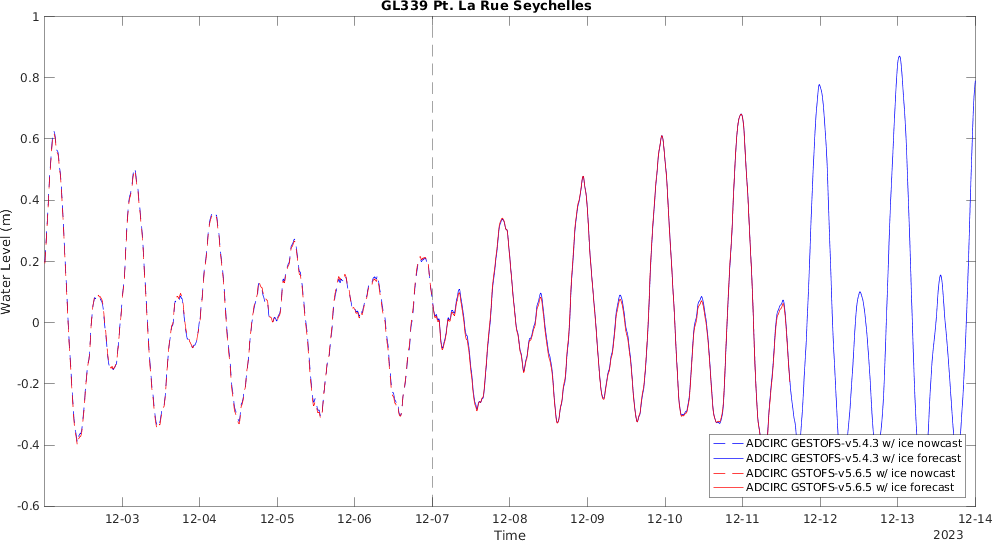 GL339 Pt. La Rue Seychelles
1
0.8
0.6
0.4
0.2
0
-0.2
-0.4
-0.6
Water Level (m)
12-03 12-04 12-05 12-06 12-07 12-08 12-09 12-10 12-11 12-12 12-13 12-14
Time
2023
ADCIRC GESTOFS-v5.4.3 w/ ice nowcast
ADCIRC GESTOFS-v5.4.3 w/ ice forecast
ADCIRC GSTOFS-v5.6.5 w/ ice nowcast
ADCIRC GSTOFS-v5.6.5 w/ ice forecast